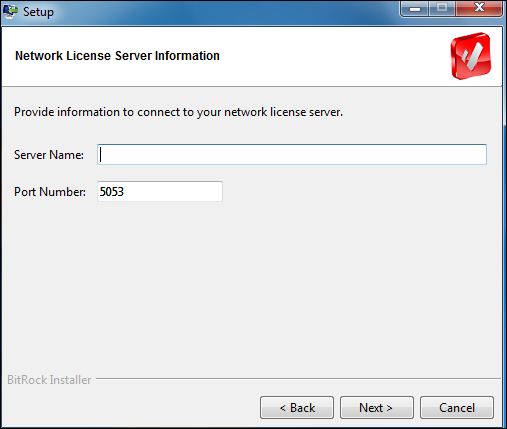 Setup
Network License Server Information
Provide information to connect to your network license server.
Server Name:
Port Number: 5053
BitRock Installer
< Back Next > Cancel